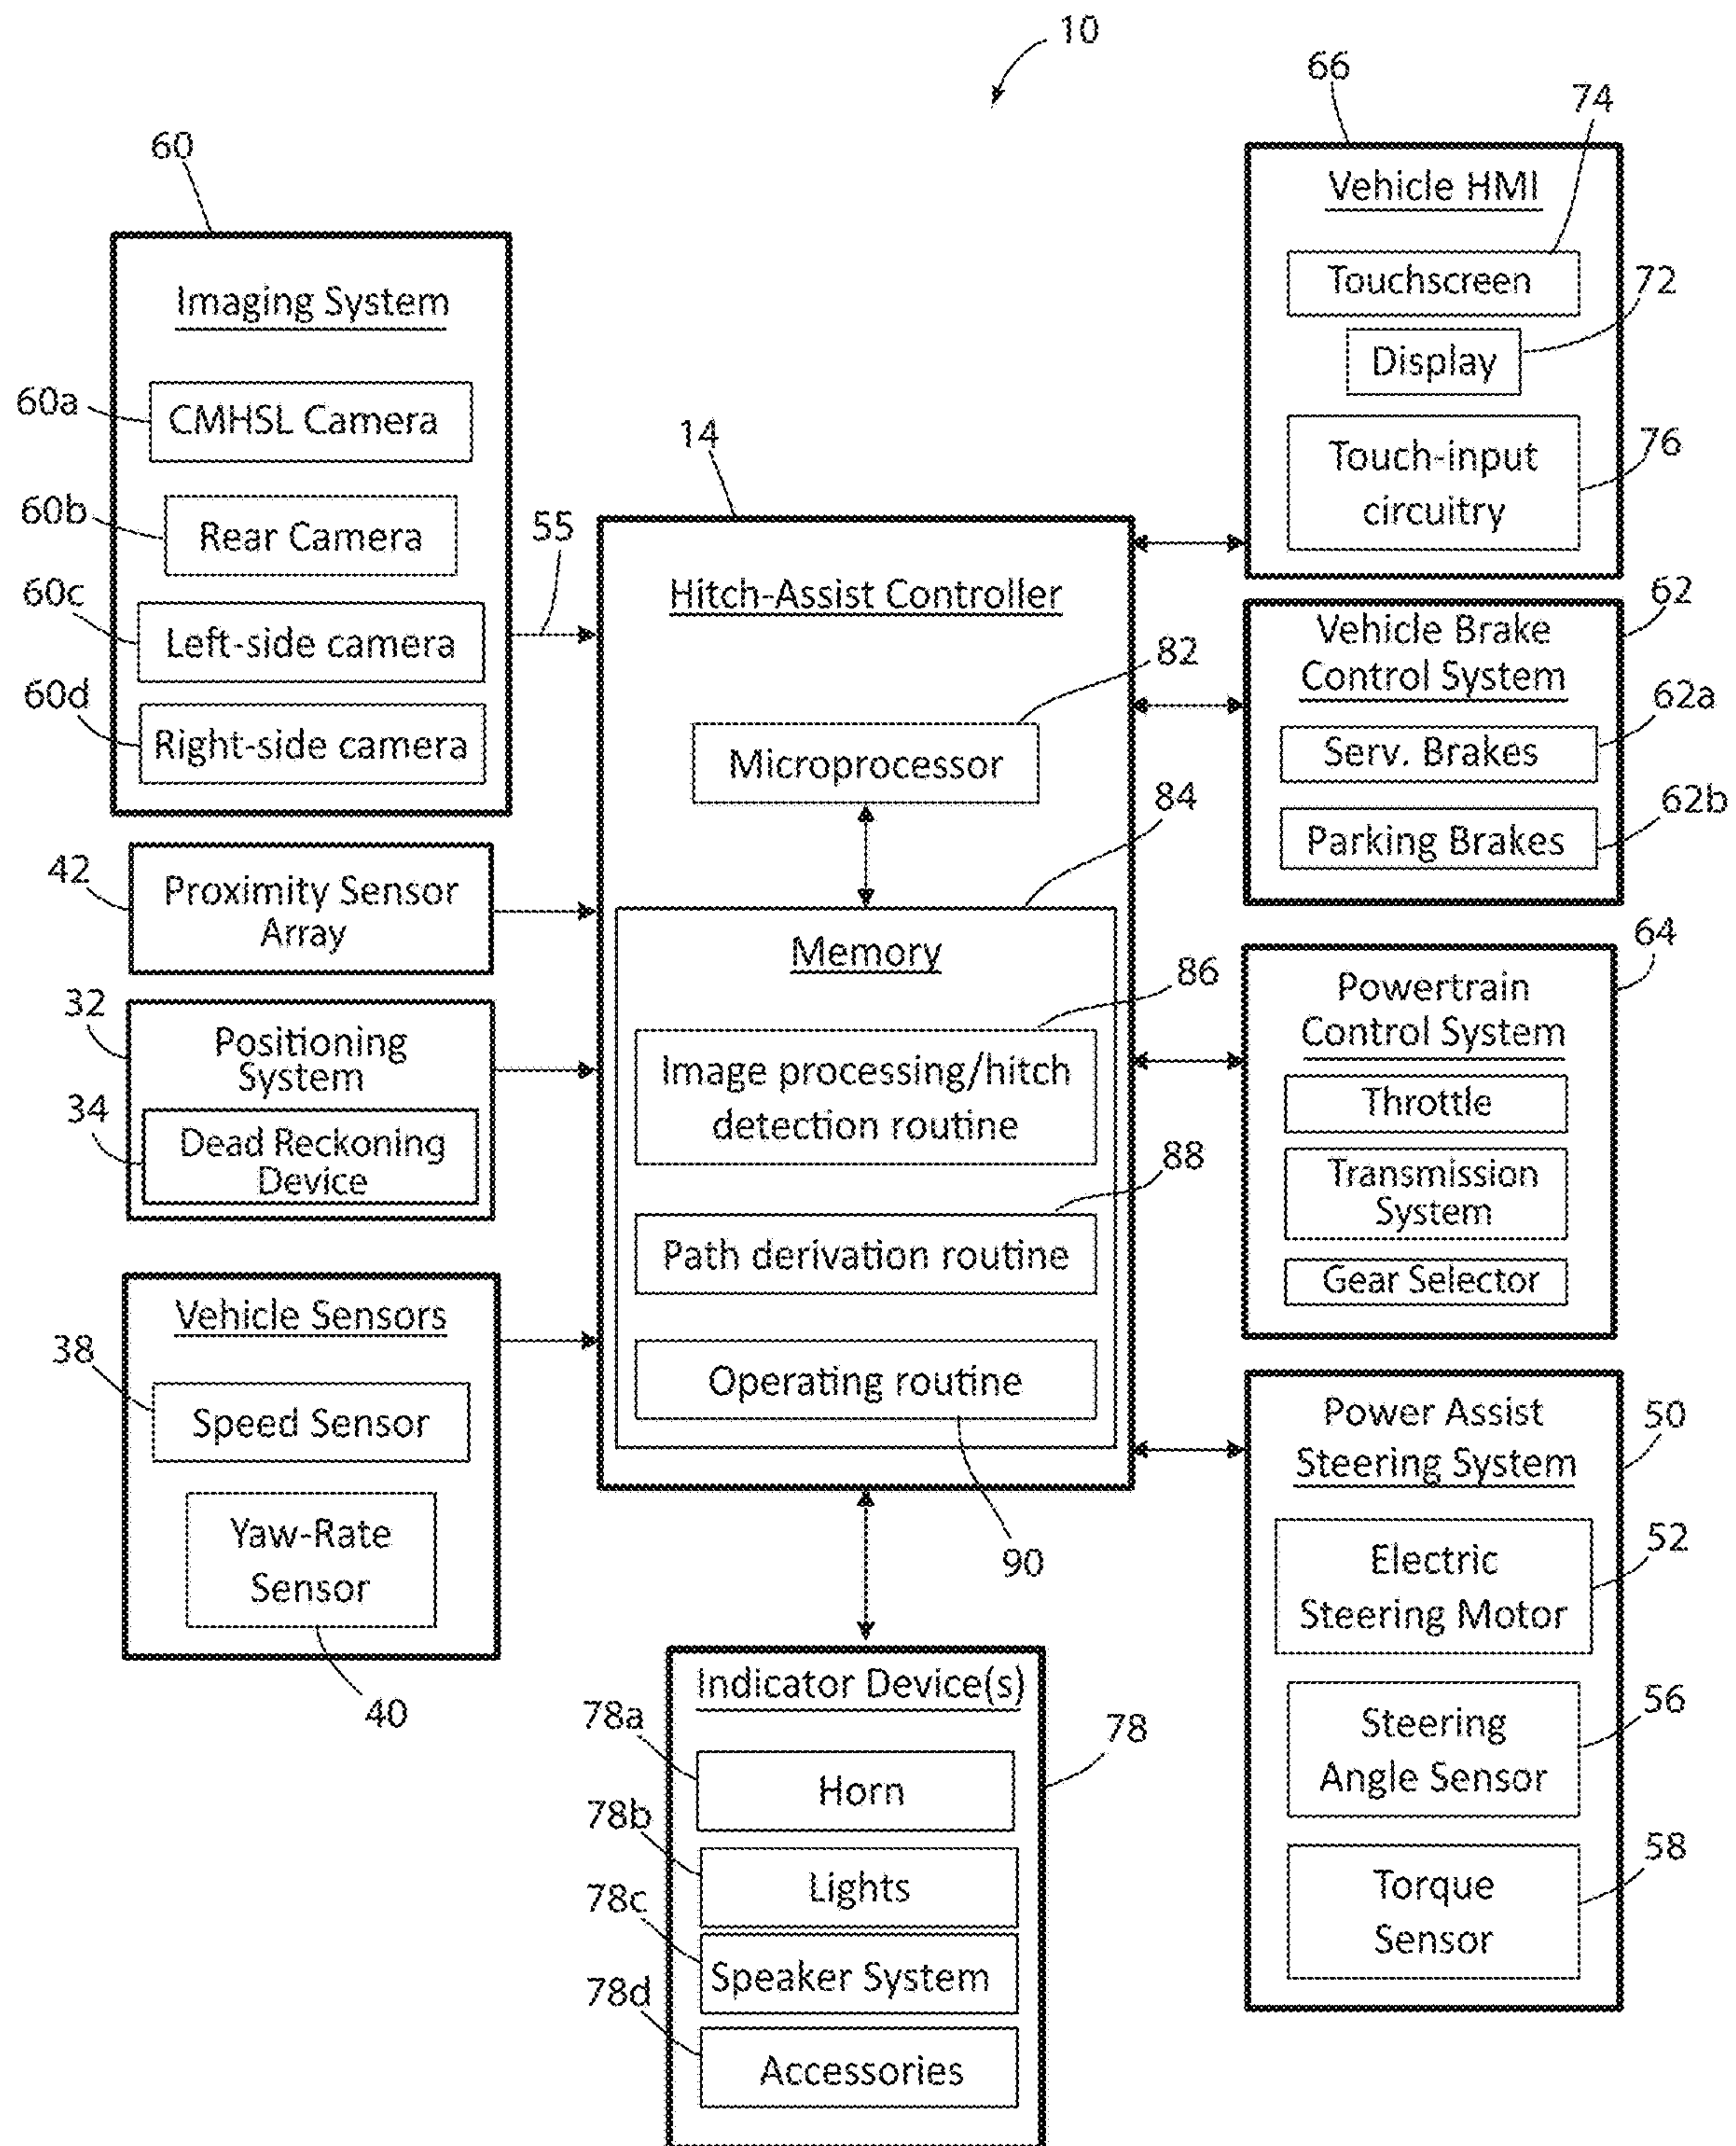 10
60
Imaging System
60a
CMHSL Camera
60b
Rear Camera
60c
Left-side camera
60d
Right-side camera
55
42
Proximity Sensor
Array
32
Positioning
System
34
Dead Reckoning
Device
Vehicle Sensors
38
Speed Sensor
Yaw-Rate
Sensor
40
14
Hitch-Assist Controller
82
Microprocessor
84
Memory
86
Image processing/hitch
detection routine
88
Path derivation routine
Operating routine
90
Indicator Device(s)
78
78a
Horn
78b
Lights
78c
Speaker System
78d
Accessories
66
74
Vehicle HMI
Touchscreen
72
Display
76
Touch-input
circuitry
62
Vehicle Brake
Control System
62a
Serv. Brakes
62b
Parking Brakes
64
Powertrain
Control System
Throttle
Transmission
System
Gear Selector
50
Power Assist
Steering System
52
Electric
Steering Motor
56
Steering
Angle Sensor
58
Torque
Sensor